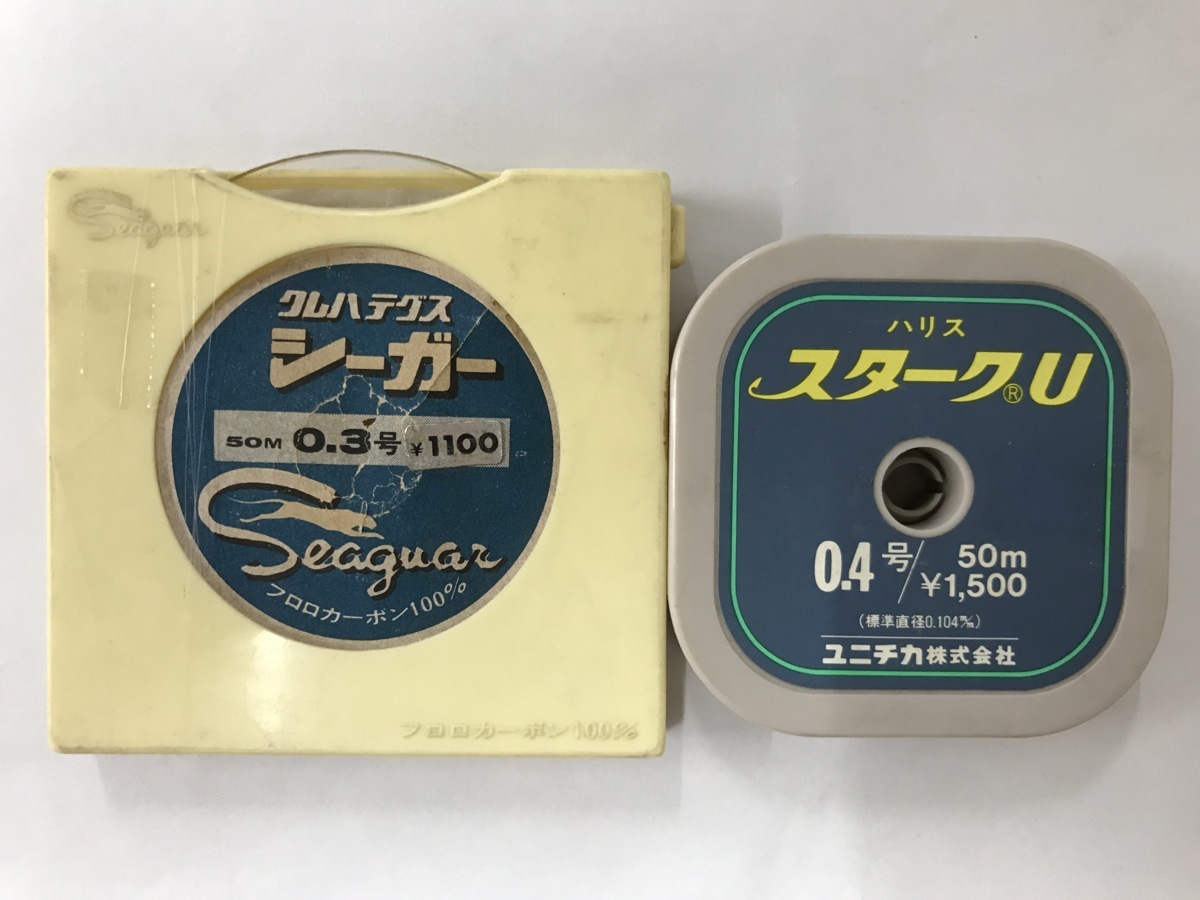 Seaguar
クレハテグス
シーガー
50M 0.3号 ¥1100
Seaguar
フロロカーボン100%
フロロカーボン100%
ハリス
スターク®U
0.4号/50m
¥1,500
(標準直径0.104㎜)
ユニチカ株式会社